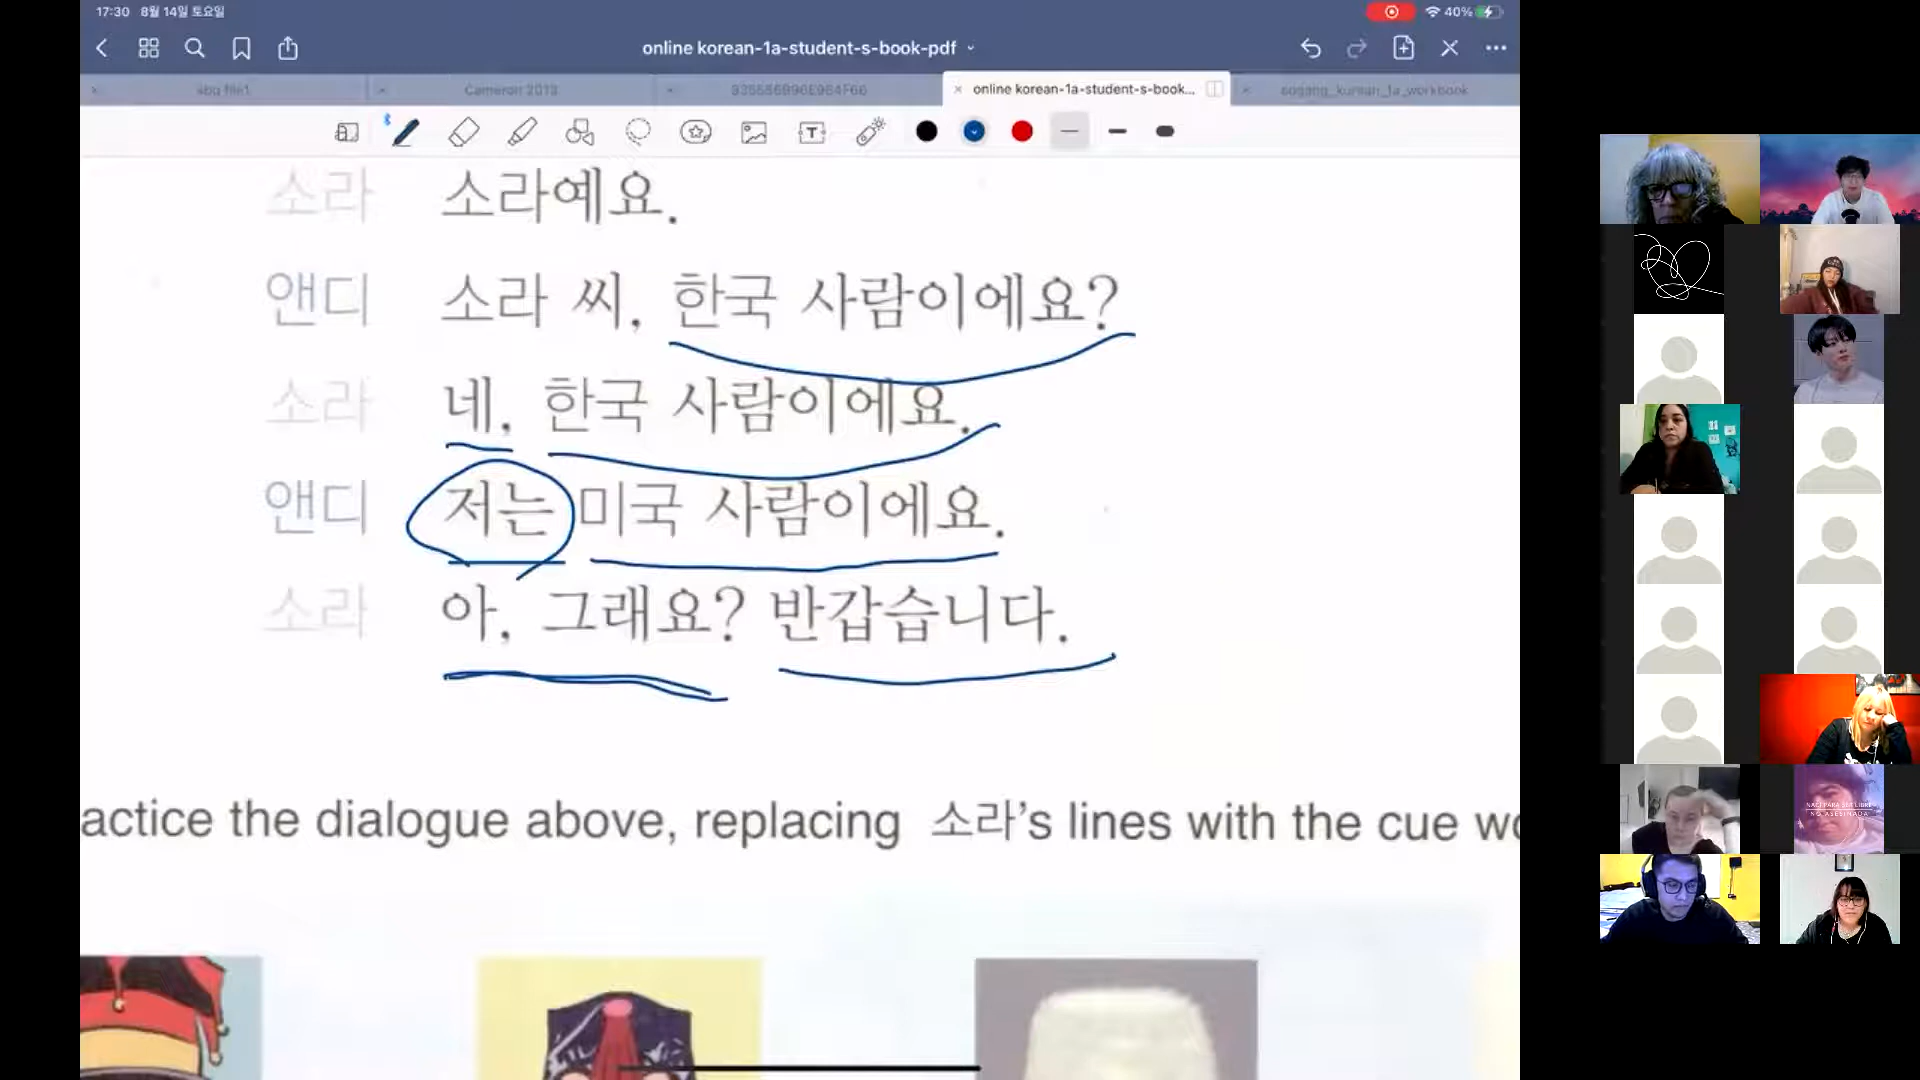 17:30 8월 14일 토요일
40%
online korean-1a-student-s-book-pdf
Cameron 2013
online korean-1a-student-s-book...
sogang_korean_1a_workbook
소라 소라예요.
앤디 소라 씨, 한국 사람이에요?
소라 네, 한국 사람이에요.
앤디 저는 미국 사람이에요.
소라 아, 그래요? 반갑습니다.
actice the dialogue above, replacing 소라's lines with the cue wo